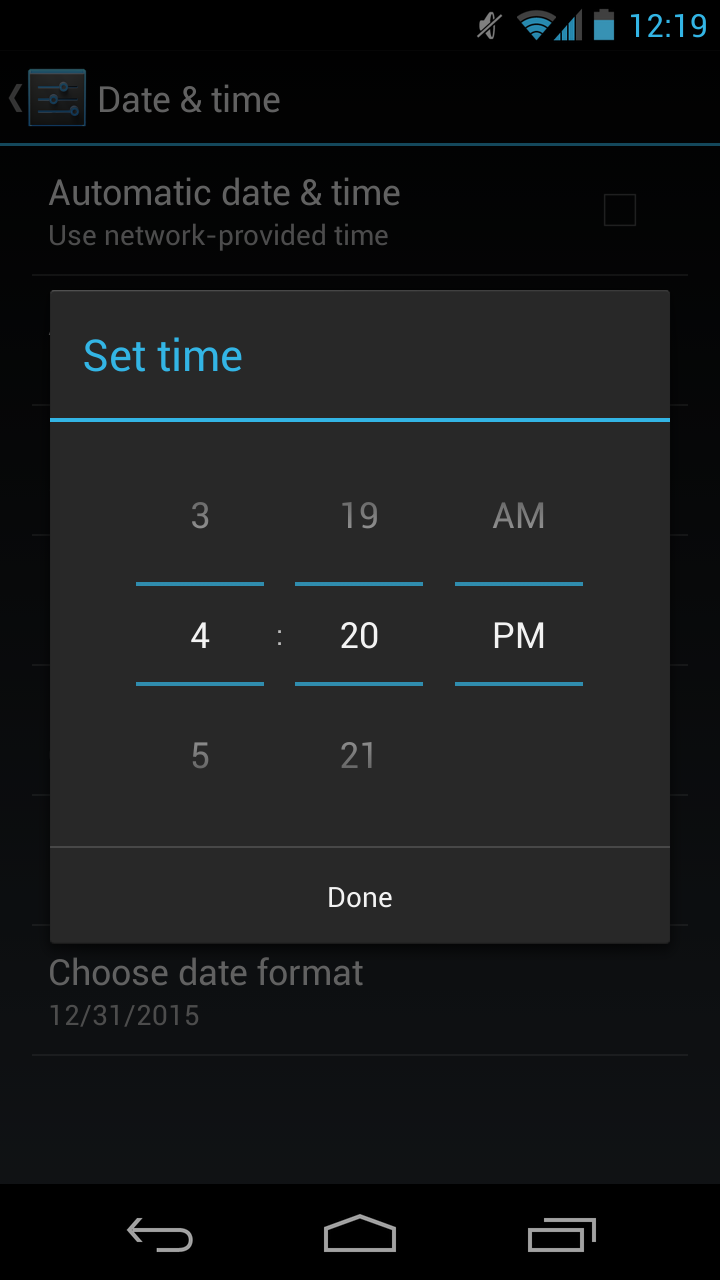 12:19
Date & time
Automatic date & time
Use network-provided time
Set time
3 19 AM
4 : 20 PM
5 21
Done
Choose date format
12/31/2015